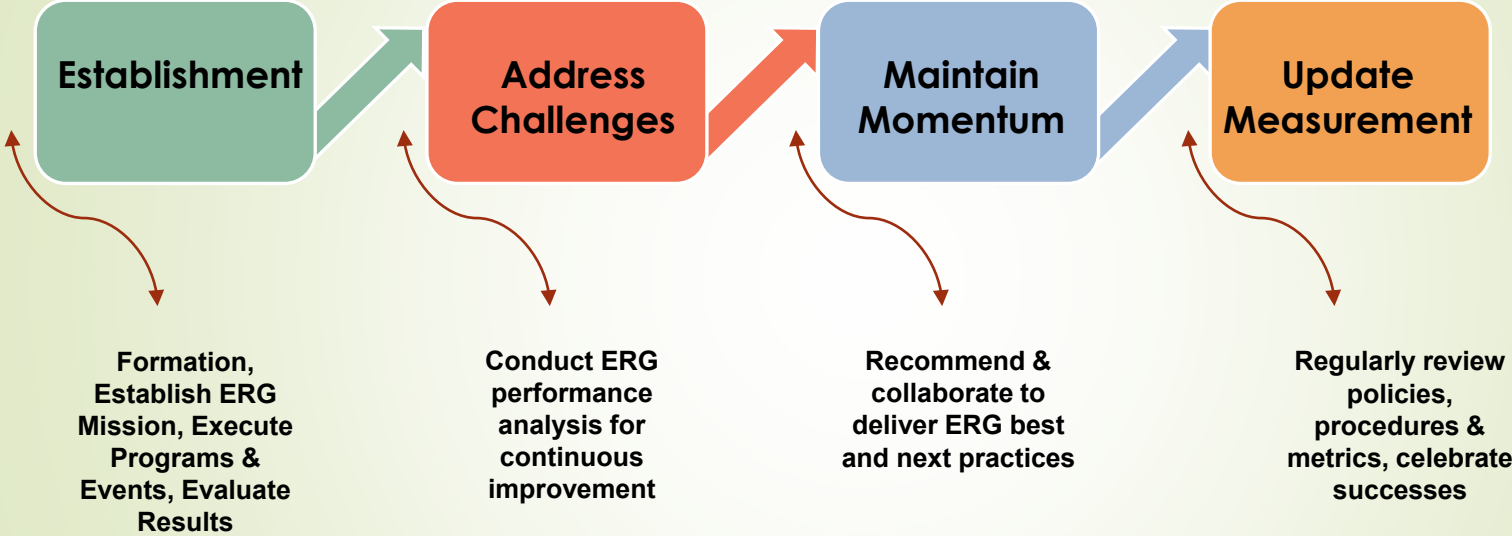 Establishment
Address
Challenges
Maintain
Momentum
Update
Measurement
Formation,
Establish ERG
Mission, Execute
Programs &
Events, Evaluate
Results
Conduct ERG
performance
analysis for
continuous
improvement
Recommend &
collaborate to
deliver ERG best
and next practices
Regularly review
policies,
procedures &
metrics, celebrate
successes